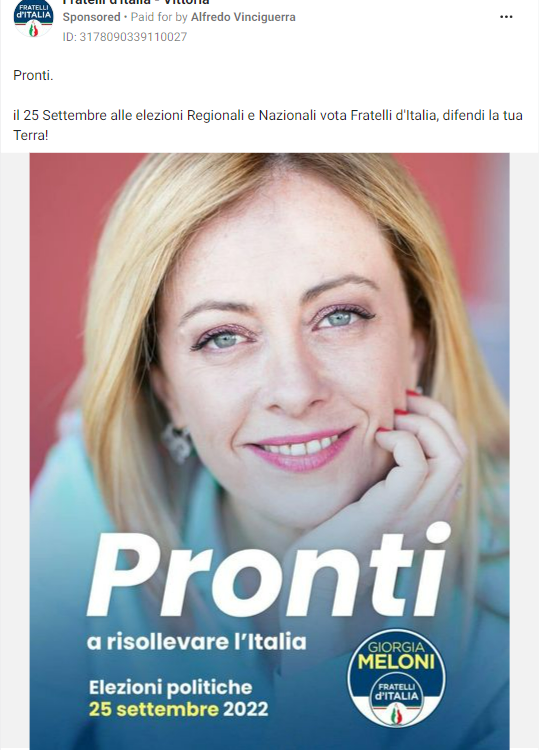 FRATELLI
d'ITALIA
Fratelli d'Italia - Vittoria
Sponsored • Paid for by Alfredo Vinciguerra
ID: 3178090339110027
Pronti.
il 25 Settembre alle elezioni Regionali e Nazionali vota Fratelli d'Italia, difendi la tua
Terra!
Pronti
a risollevare l'Italia
Elezioni politiche
25 settembre 2022
GIORGIA
MELONI
FRATELLI
d'ITALIA